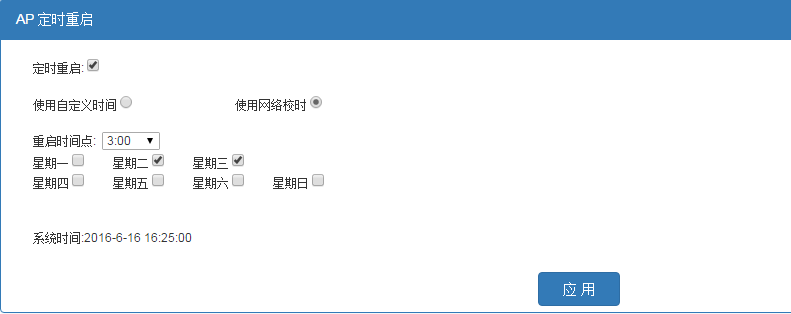 AP 定时重启
定时重启:
使用自定义时间 使用网络校时
重启时间点: 3:00
星期一 星期二 星期三
星期四 星期五 星期六 星期日
系统时间:2016-6-16 16:25:00
应 用